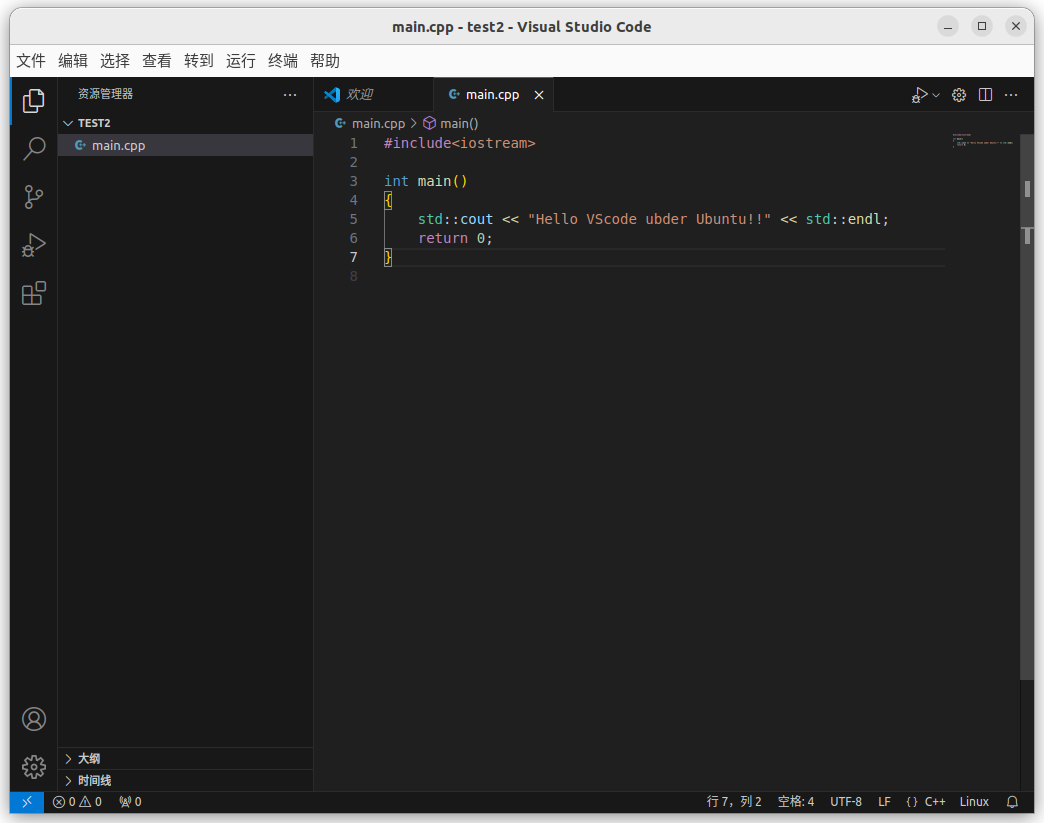 main.cpp - test2 - Visual Studio Code
文件 编辑 选择 查看 转到 运行 终端 帮助
资源管理器 ...
TEST2
main.cpp
欢迎 main.cpp
main.cpp > main()
1 #include<iostream>
2
3 int main()
4 {
5 std::cout << "Hello VScode ubder Ubuntu!!" << std::endl;
6 return 0;
7 }
8
大纲
时间线
0 0 0 行 7，列 2 空格: 4 UTF-8 LF {} C++ Linux